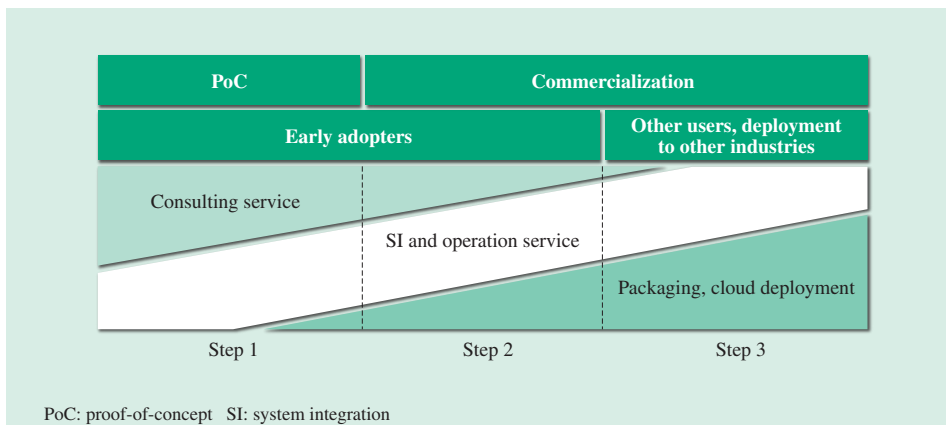 PoC
Commercialization
Early adopters
Other users, deployment
to other industries
Consulting service
SI and operation service
Packaging, cloud deployment
Step 1
Step 2
Step 3
PoC: proof-of-concept SI: system integration